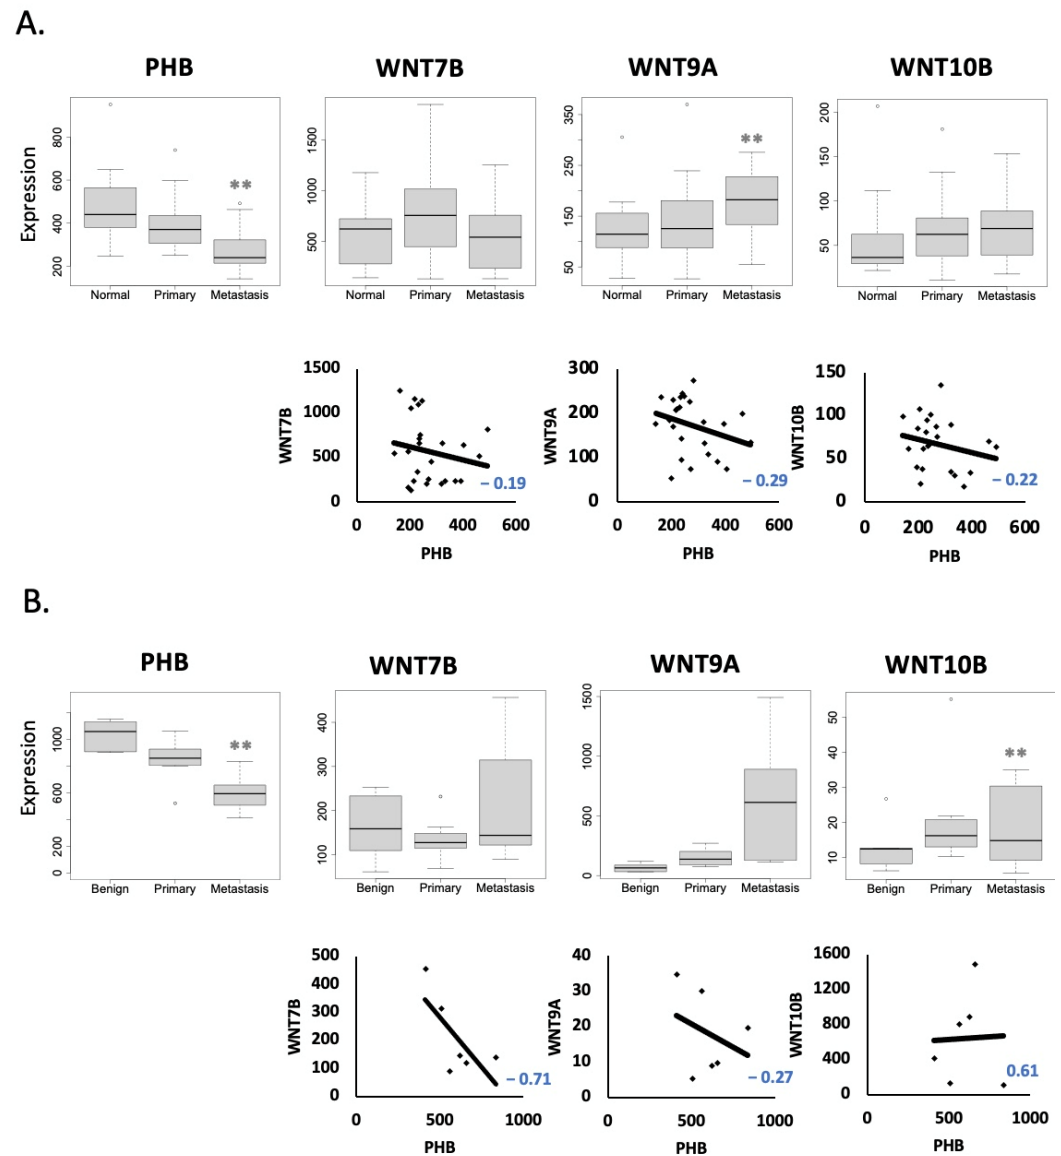 A.
PHB WNT7B WNT9A WNT10B
Expression
200 400 600 800
Normal Primary Metastasis
**
500 1000 1500
Normal Primary Metastasis
50 150 250 350
Normal Primary Metastasis
**
50 100 150 200
Normal Primary Metastasis
WNT7B
1500
1000
500
0
0 200 400 600
PHB
– 0.19
WNT9A
300
200
100
0
0 200 400 600
PHB
– 0.29
WNT10B
150
100
50
0
0 200 400 600
PHB
– 0.22
B.
PHB WNT7B WNT9A WNT10B
Expression
0 200 600 1000
Benign Primary Metastasis
**
100 200 300 400
Benign Primary Metastasis
0 500 1000 1500
Benign Primary Metastasis
10 20 30 40 50
Benign Primary Metastasis
**
WNT7B
500
400
300
200
100
0
0 500 1000
PHB
– 0.71
WNT9A
40
30
20
10
0
0 500 1000
PHB
– 0.27
WNT10B
1600
1200
800
400
0
0 500 1000
PHB
0.61